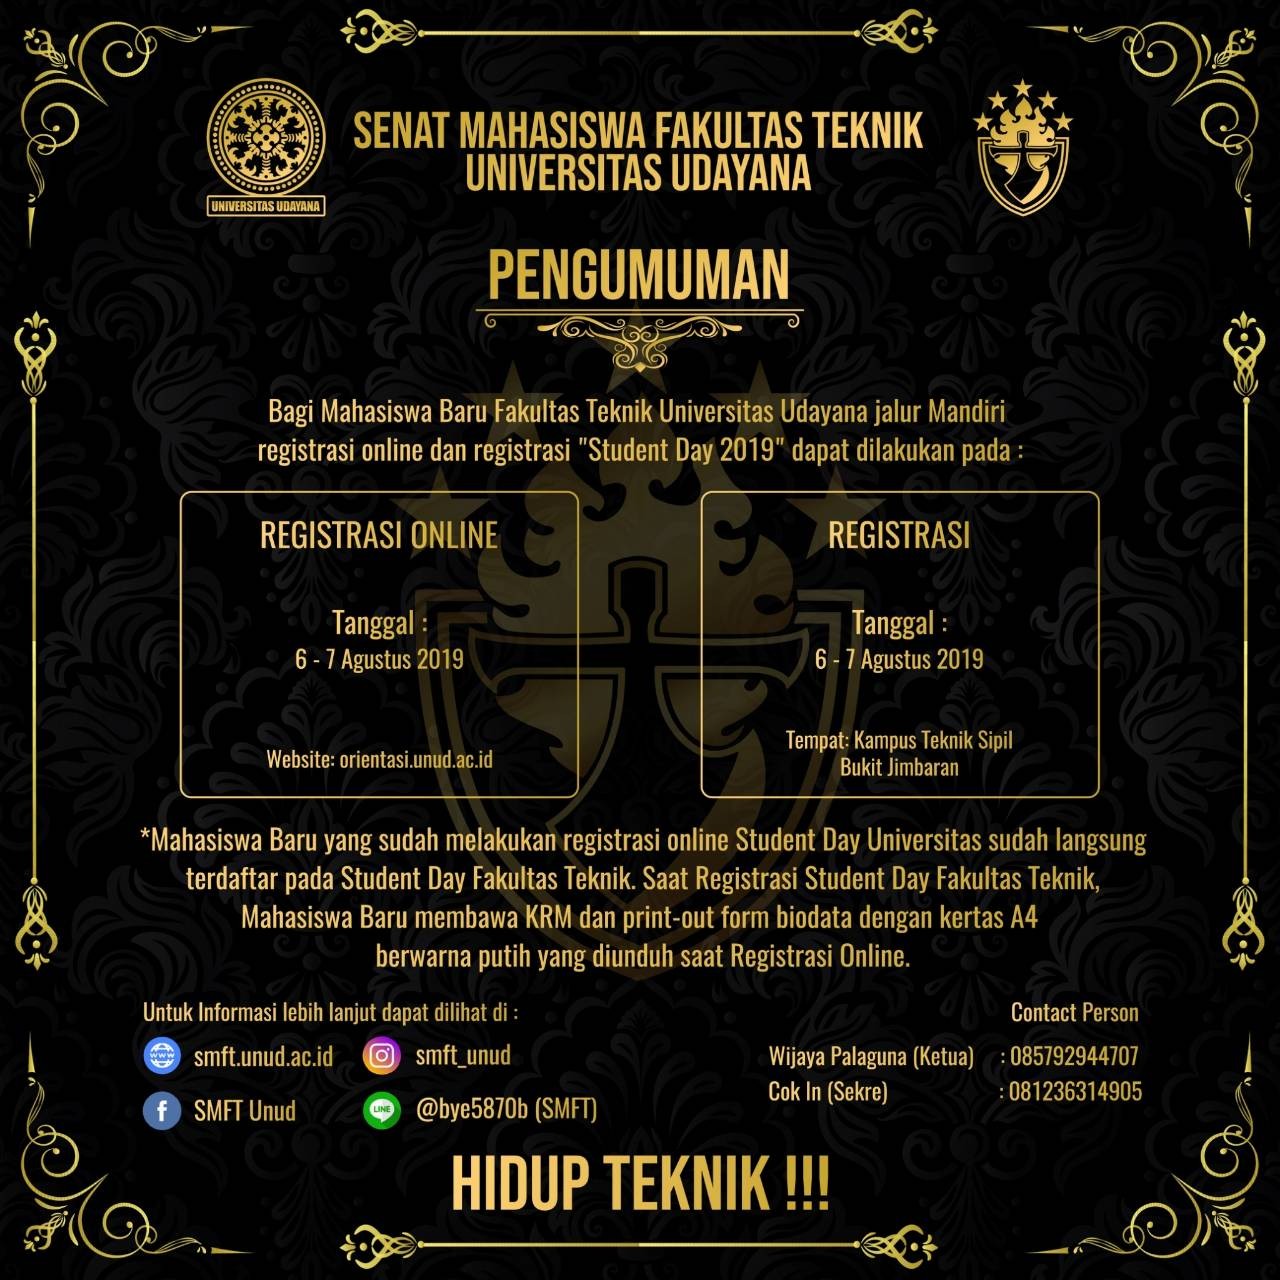 UNIVERSITAS UDAYANA
SENAT MAHASISWA FAKULTAS TEKNIK
UNIVERSITAS UDAYANA
PENGUMUMAN
Bagi Mahasiswa Baru Fakultas Teknik Universitas Udayana jalur Mandiri
registrasi online dan registrasi "Student Day 2019" dapat dilakukan pada :
REGISTRASI ONLINE
Tanggal :
6 - 7 Agustus 2019
Website: orientasi.unud.ac.id
REGISTRASI
Tanggal :
6 - 7 Agustus 2019
Tempat: Kampus Teknik Sipil
Bukit Jimbaran
*Mahasiswa Baru yang sudah melakukan registrasi online Student Day Universitas sudah langsung
terdaftar pada Student Day Fakultas Teknik. Saat Registrasi Student Day Fakultas Teknik,
Mahasiswa Baru membawa KRM dan print-out form biodata dengan kertas A4
berwarna putih yang diunduh saat Registrasi Online.
Untuk Informasi lebih lanjut dapat dilihat di :
www smft.unud.ac.id
smft_unud
f SMFT Unud
LINE @bye5870b (SMFT)
Contact Person
Wijaya Palaguna (Ketua) : 085792944707
Cok In (Sekre) : 081236314905
HIDUP TEKNIK !!!